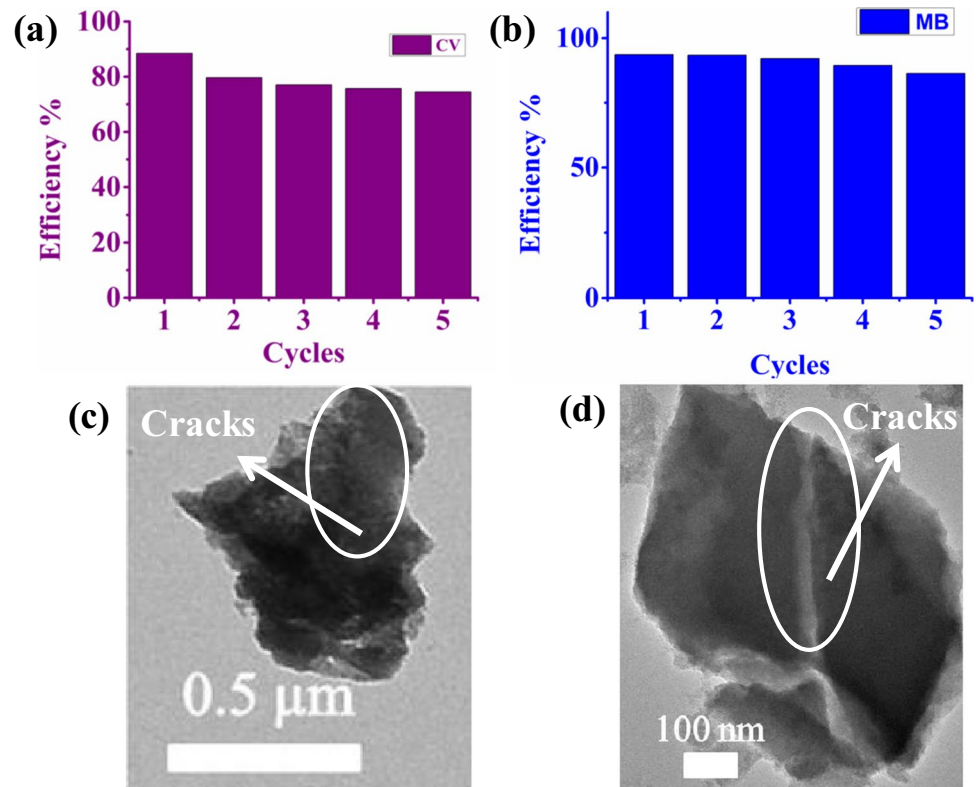 (a)
100
80
60
40
20
0
Efficiency %
CV
1 2 3 4 5
Cycles
(b)
100
50
0
Efficiency %
MB
1 2 3 4 5
Cycles
(c)
Cracks
0.5 μm
(d)
Cracks
100 nm